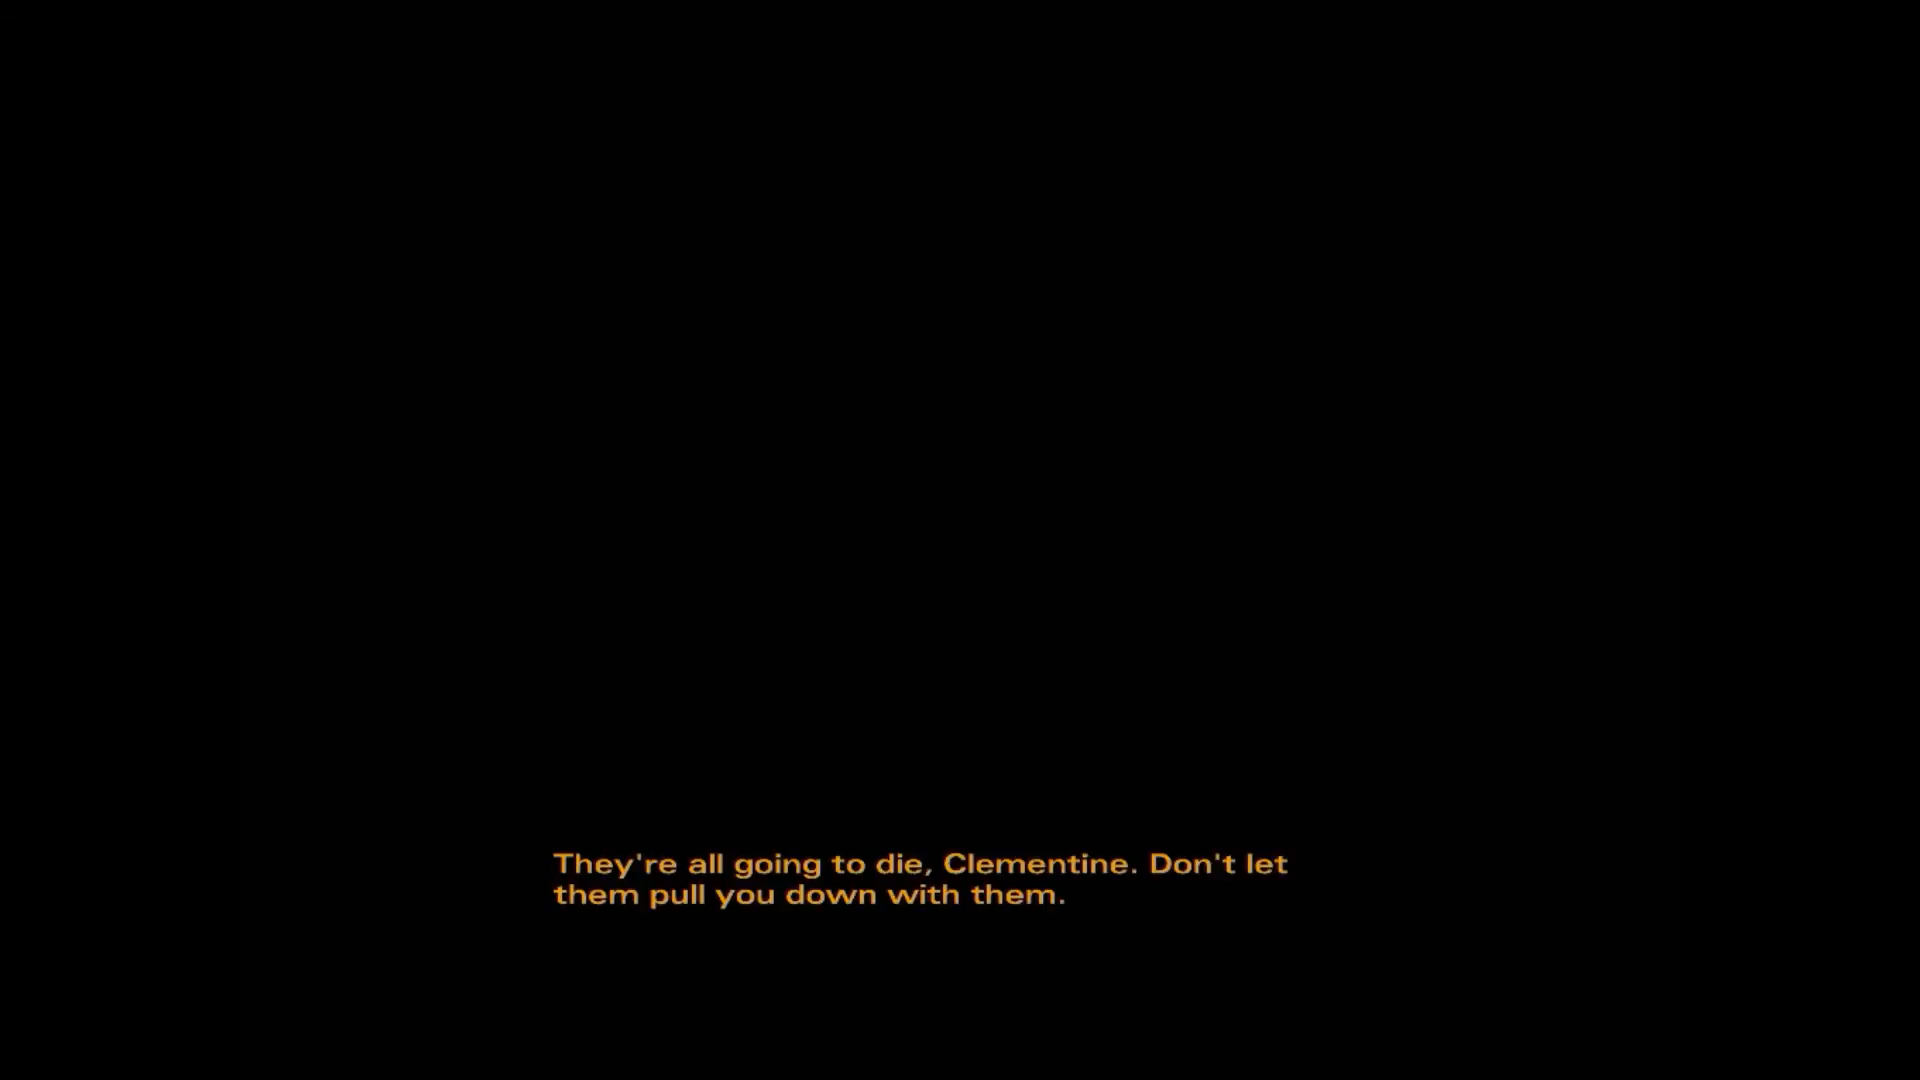 They're all going to die, Clementine. Don't let
them pull you down with them.